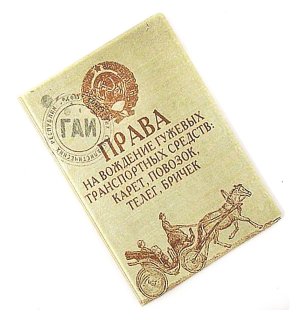 ГАИ
ПРАВА
НА ВОЖДЕНИЕ ГУЖЕВЫХ
ТРАНСПОРТНЫХ СРЕДСТВ:
КАРЕТ, ПОВОЗОК,
ТЕЛЕГ, БРИЧЕК